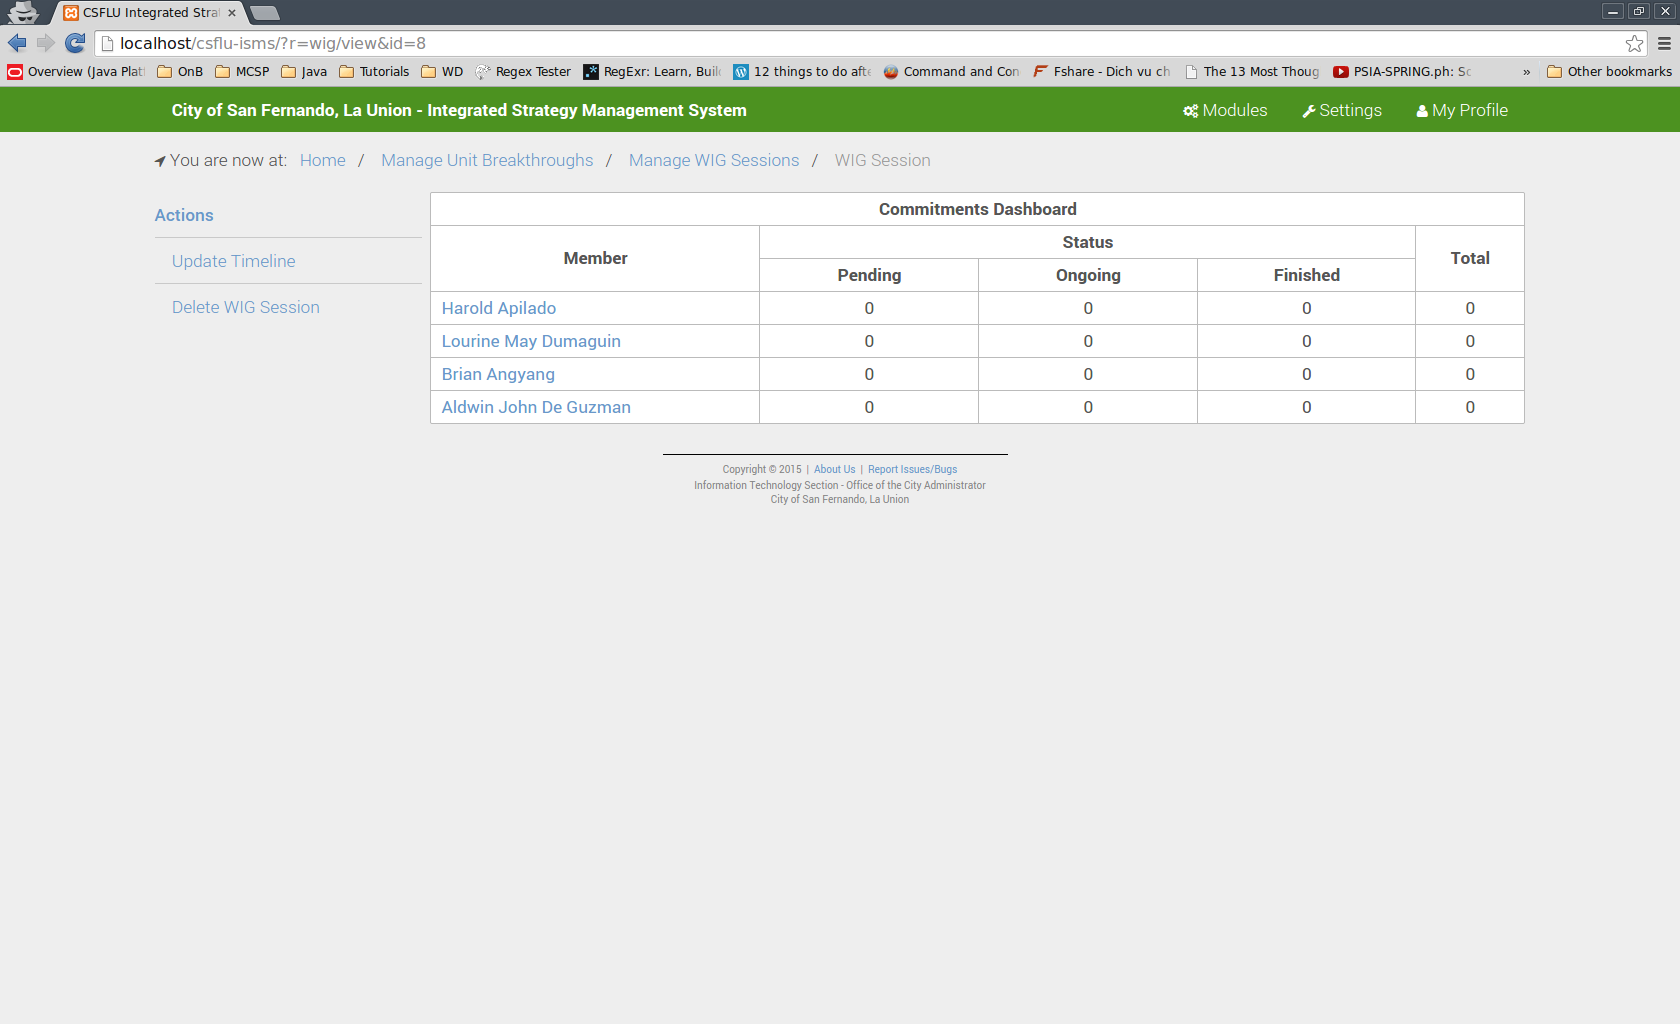 CSFLU Integrated Stra
localhost/csflu-isms/?r=wig/view&id=8
Overview (Java Plat OnB MCSP Java Tutorials WD Regex Tester RegExr: Learn, Buil 12 things to do afte Command and Con Fshare - Dich vu ch The 13 Most Thoug PSIA-SPRING.ph: Sc » Other bookmarks
City of San Fernando, La Union - Integrated Strategy Management System Modules Settings My Profile
You are now at: Home / Manage Unit Breakthroughs / Manage WIG Sessions / WIG Session
Actions
Update Timeline
Delete WIG Session
Commitments Dashboard
Member Status Total
Pending Ongoing Finished
Harold Apilado 0 0 0 0
Lourine May Dumaguin 0 0 0 0
Brian Angyang 0 0 0 0
Aldwin John De Guzman 0 0 0 0
Copyright © 2015 | About Us | Report Issues/Bugs
Information Technology Section - Office of the City Administrator
City of San Fernando, La Union